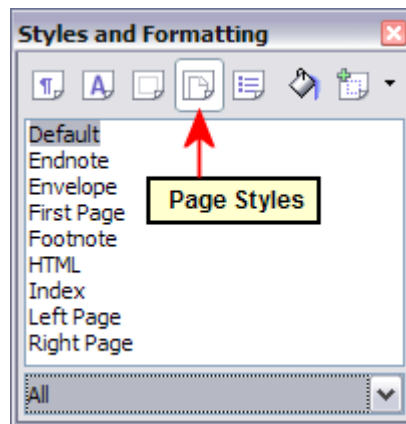 Styles and Formatting
Default
Endnote
Envelope
First Page
Footnote
HTML
Index
Left Page
Right Page
Page Styles
All